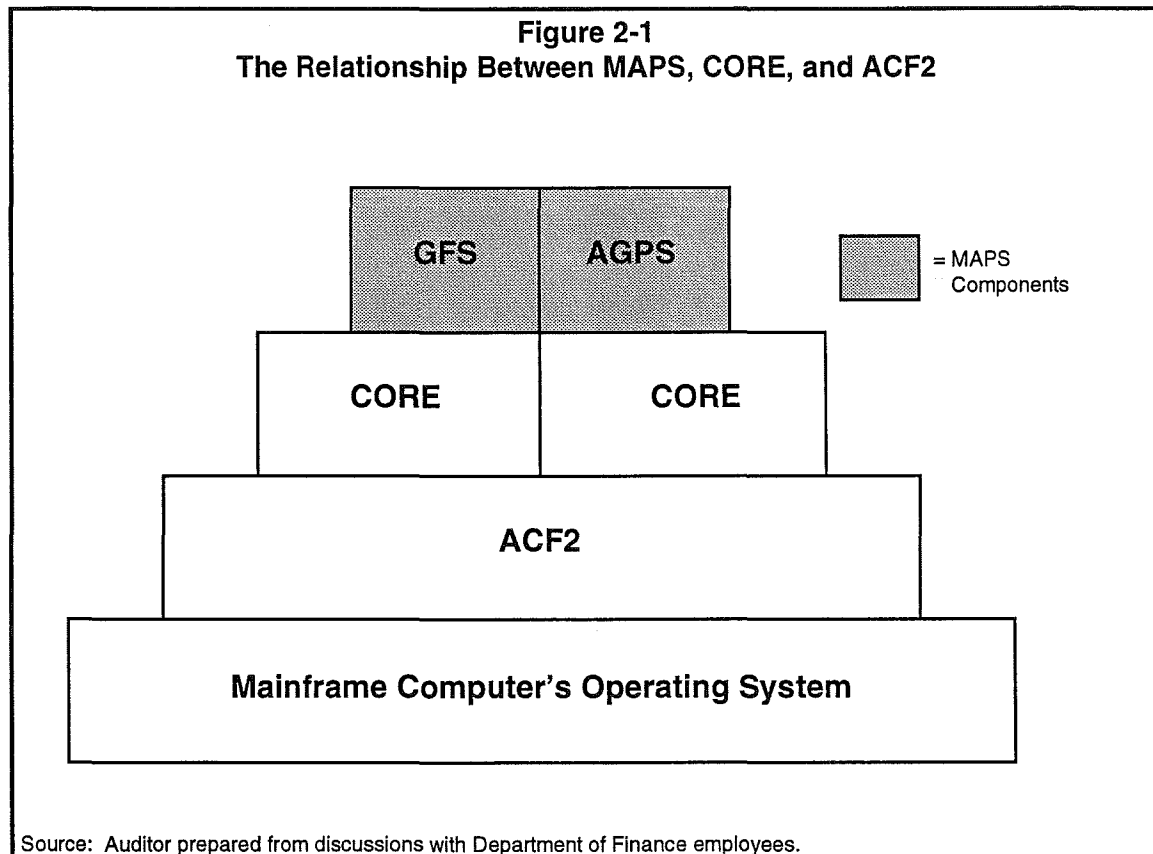 Figure 2-1
The Relationship Between MAPS, CORE, and ACF2
GFS
AGPS
= MAPS
Components
CORE
CORE
ACF2
Mainframe Computer's Operating System
Source: Auditor prepared from discussions with Department of Finance employees.